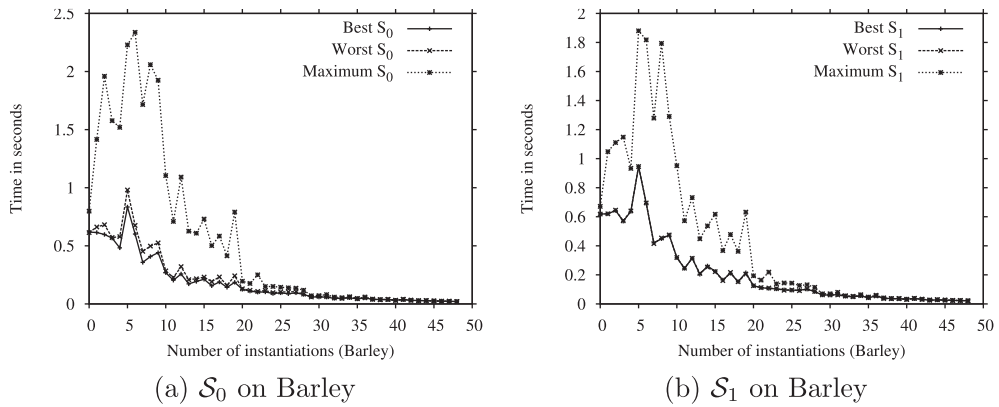 2.5
2
1.5
1
0.5
0
Time in seconds
Best S0
Worst S0
Maximum S0
0 5 10 15 20 25 30 35 40 45 50
Number of instantiations (Barley)
(a) S0 on Barley
2
1.8
1.6
1.4
1.2
1
0.8
0.6
0.4
0.2
0
Time in seconds
Best S1
Worst S1
Maximum S1
0 5 10 15 20 25 30 35 40 45 50
Number of instantiations (Barley)
(b) S1 on Barley